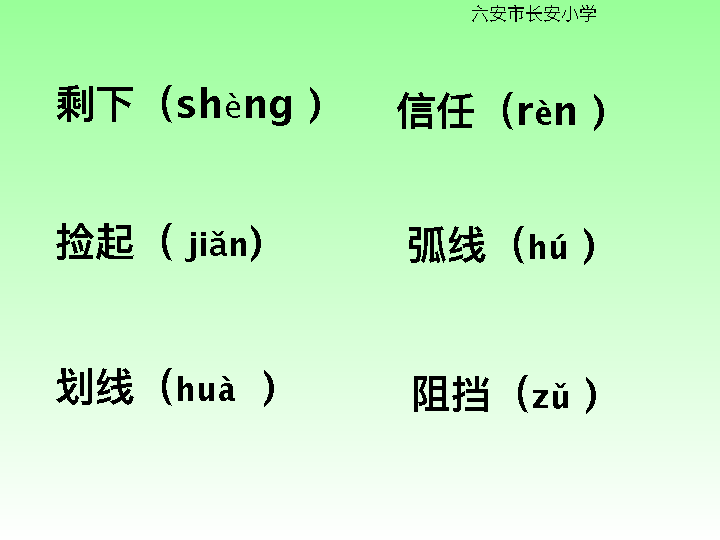 六安市长安小学
剩下（shèng ）
信任（rèn ）
捡起（ jiǎn）
弧线（hú ）
划线（huà ）
阻挡（zǔ ）